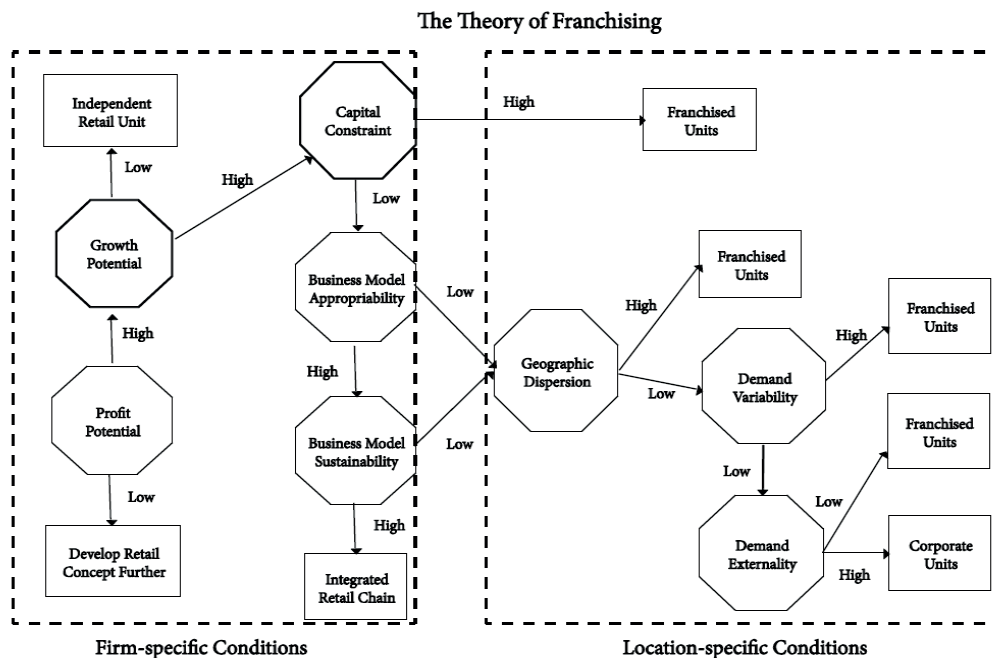 The Theory of Franchising
Independent
Retail Unit
Low
Growth
Potential
High
High
Profit
Potential
Low
Develop Retail
Concept Further
Capital
Constraint
Low
Business Model
Appropriability
High
Business Model
Sustainability
High
Integrated
Retail Chain
Firm-specific Conditions
High
Franchised
Units
Low
Low
Geographic
Dispersion
High
Franchised
Units
Low
Demand
Variability
High
Franchised
Units
Low
Demand
Externality
Low
Franchised
Units
High
Corporate
Units
Location-specific Conditions